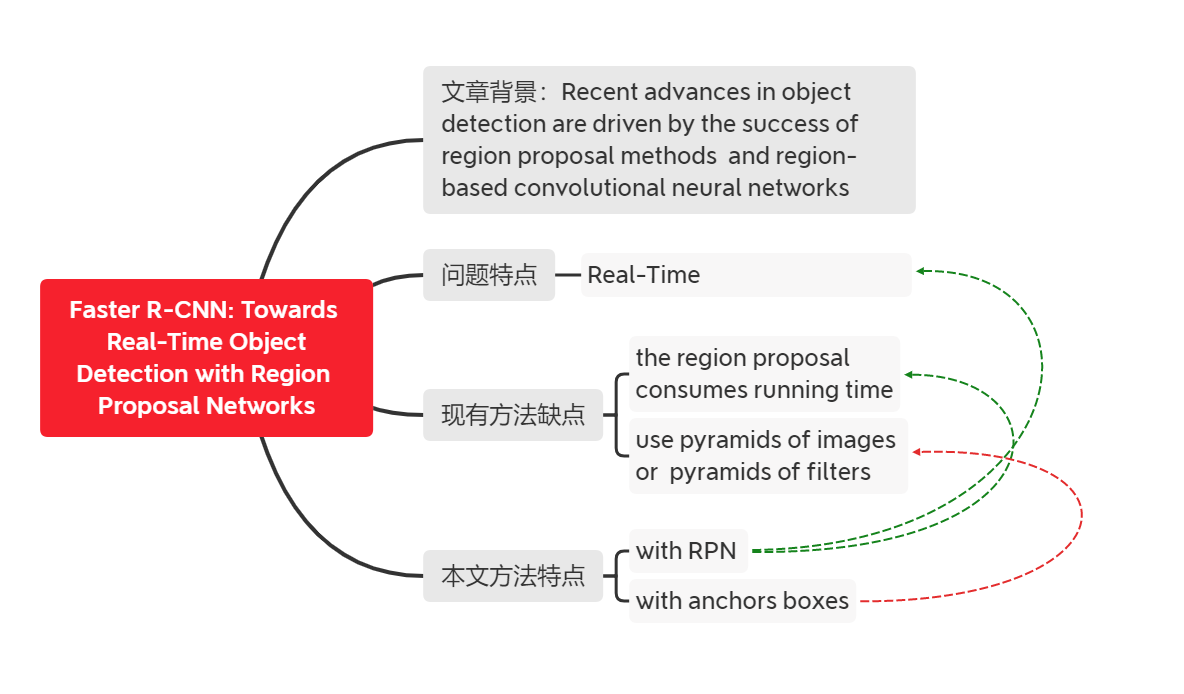 Faster R-CNN: Towards
Real-Time Object
Detection with Region
Proposal Networks
文章背景：Recent advances in object
detection are driven by the success of
region proposal methods  and region-
based convolutional neural networks
问题特点
Real-Time
现有方法缺点
the region proposal
consumes running time
use pyramids of images
or  pyramids of filters
本文方法特点
with RPN
with anchors boxes